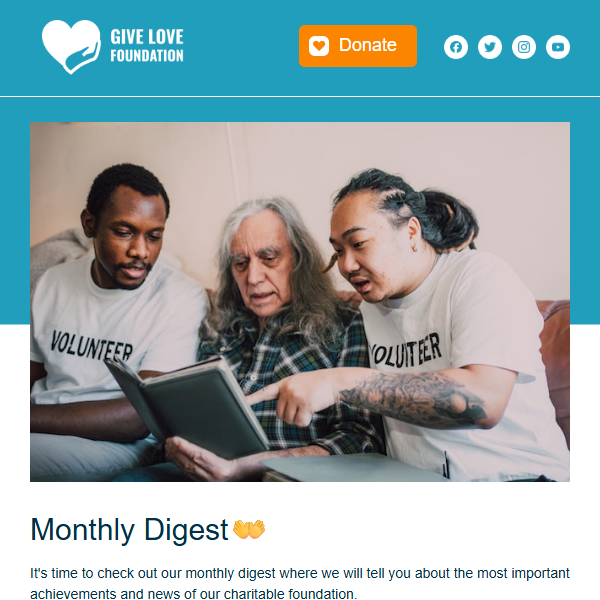 GIVE LOVE
FOUNDATION
Donate
VOLUNTEER
VOLUNTEER
Monthly Digest🤲
It's time to check out our monthly digest where we will tell you about the most important
achievements and news of our charitable foundation.